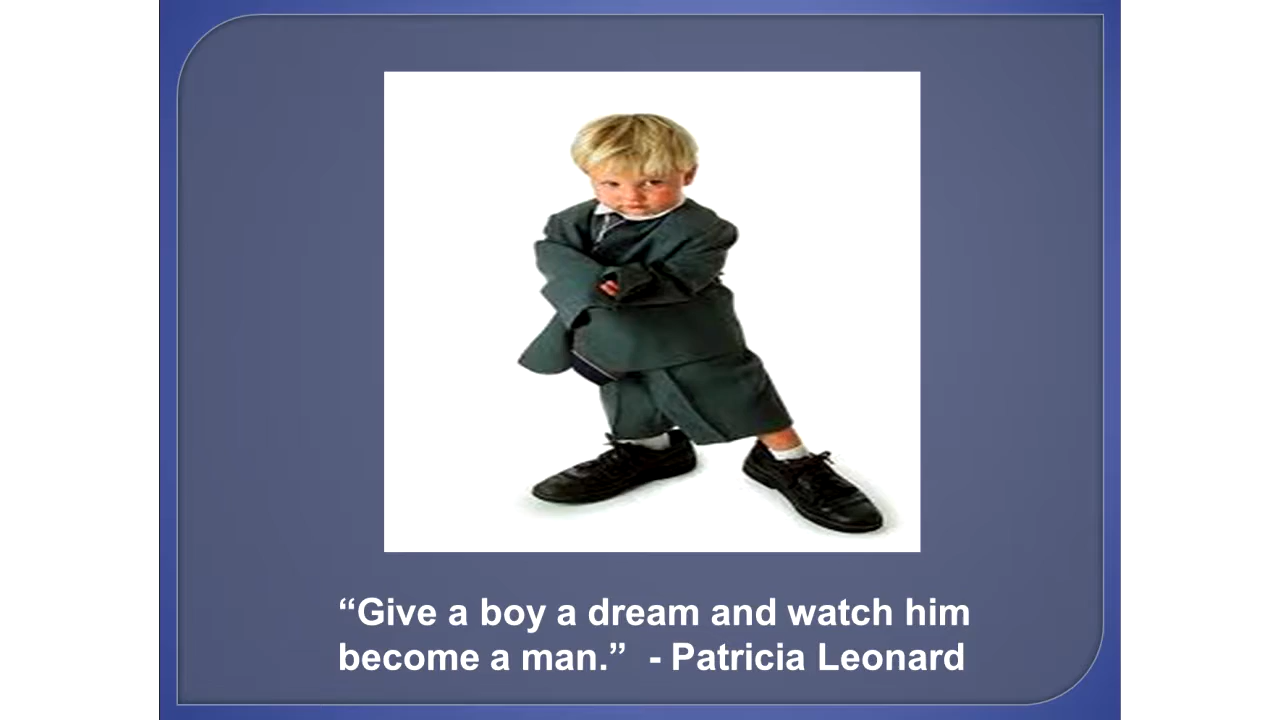 “Give a boy a dream and watch him
become a man.”  - Patricia Leonard